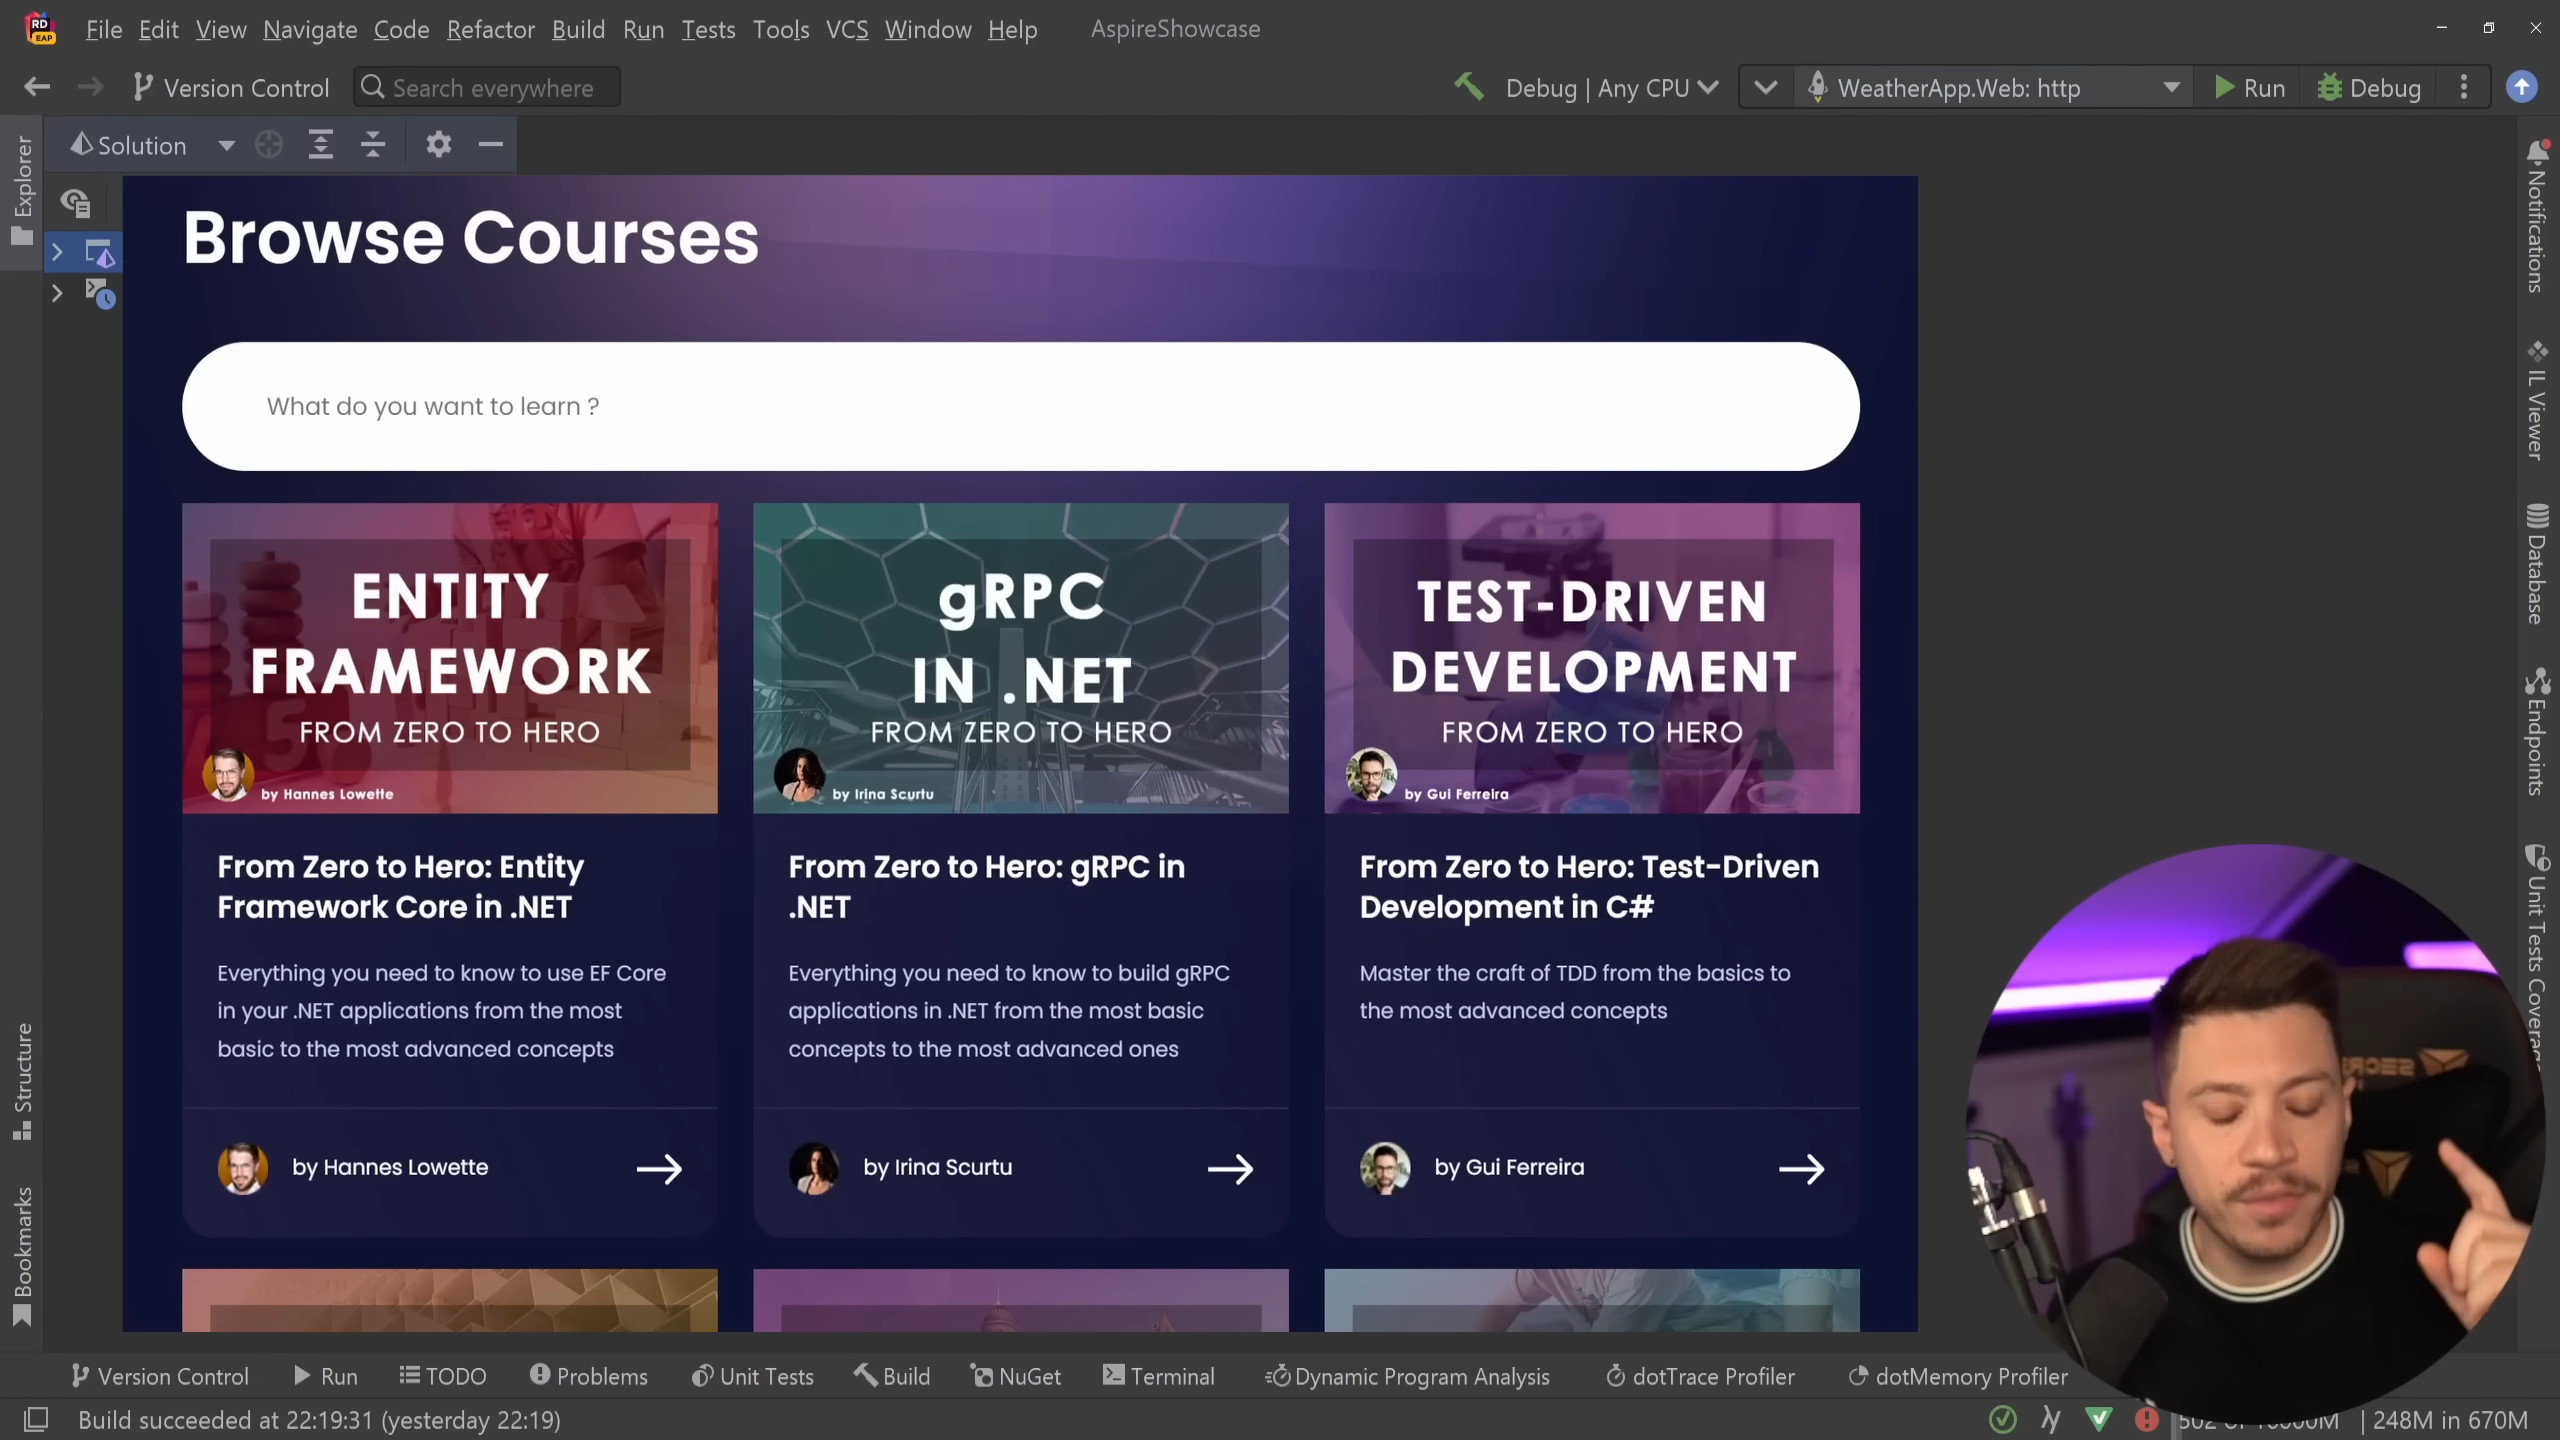 RD
EAP
File Edit View Navigate Code Refactor Build Run Tests Tools VCS Window Help AspireShowcase
Version Control Search everywhere Debug | Any CPU WeatherApp.Web: http Run Debug
Solution
Explorer
Structure
Bookmarks
Browse Courses
What do you want to learn ?
ENTITY
FRAMEWORK
FROM ZERO TO HERO
by Hannes Lowette
gRPC
IN .NET
FROM ZERO TO HERO
by Irina Scurtu
TEST-DRIVEN
DEVELOPMENT
FROM ZERO TO HERO
by Gui Ferreira
From Zero to Hero: Entity
Framework Core in .NET
Everything you need to know to use EF Core
in your .NET applications from the most
basic to the most advanced concepts
by Hannes Lowette
From Zero to Hero: gRPC in
.NET
Everything you need to know to build gRPC
applications in .NET from the most basic
concepts to the most advanced ones
by Irina Scurtu
From Zero to Hero: Test-Driven
Development in C#
Master the craft of TDD from the basics to
the most advanced concepts
by Gui Ferreira
Notifications
IL Viewer
Database
Endpoints
Unit Tests Coverage
Version Control Run TODO Problems Unit Tests Build NuGet Terminal Dynamic Program Analysis dotTrace Profiler dotMemory Profiler
Build succeeded at 22:19:31 (yesterday 22:19)
248M in 670M